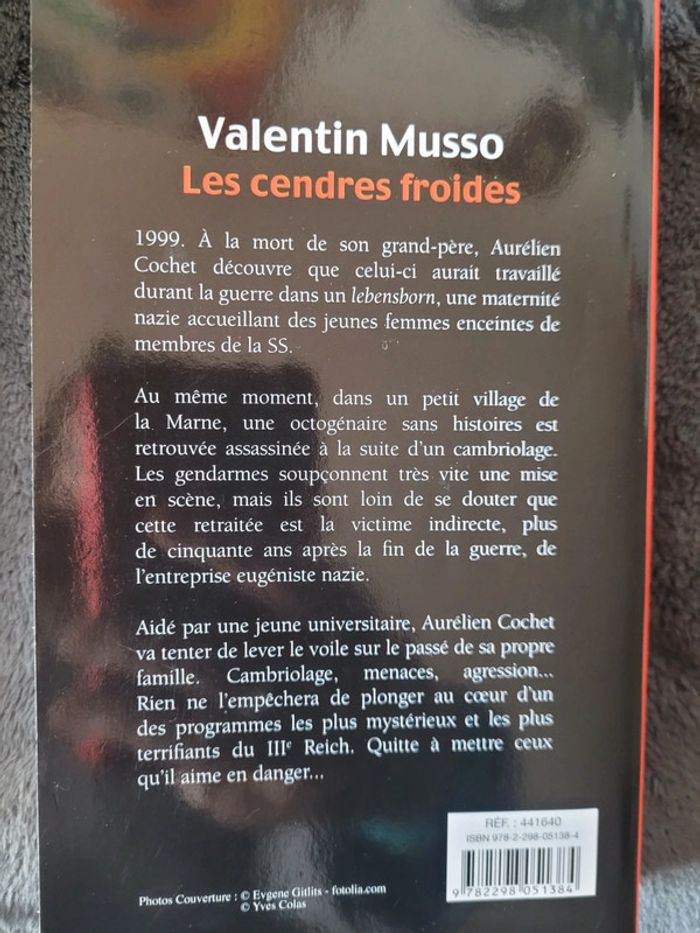 Valentin Musso
Les cendres froides
1999. À la mort de son grand-père, Aurélien
Cochet découvre que celui-ci aurait travaillé
durant la guerre dans un lebensborn, une maternité
nazie accueillant des jeunes femmes enceintes de
membres de la SS.
Au même moment, dans un petit village de
la Marne, une octogénaire sans histoires est
retrouvée assassinée à la suite d'un cambriolage.
Les gendarmes soupçonnent très vite une mise
en scène, mais ils sont loin de se douter que
cette retraitée est la victime indirecte, plus
de cinquante ans après la fin de la guerre, de
l'entreprise eugéniste nazie.
Aidé par une jeune universitaire, Aurélien Cochet
va tenter de lever le voile sur le passé de sa propre
famille. Cambriolage, menaces, agression...
Rien ne l'empêchera de plonger au cœur d'un
des programmes les plus mystérieux et les plus
terrifiants du IIIe Reich. Quitte à mettre ceux
qu'il aime en danger...
RÉF. : 441640
ISBN 978-2-298-05138-4
9 782298 051384
Photos Couverture : © Evgene Gitlits - fotolia.com
© Yves Colas